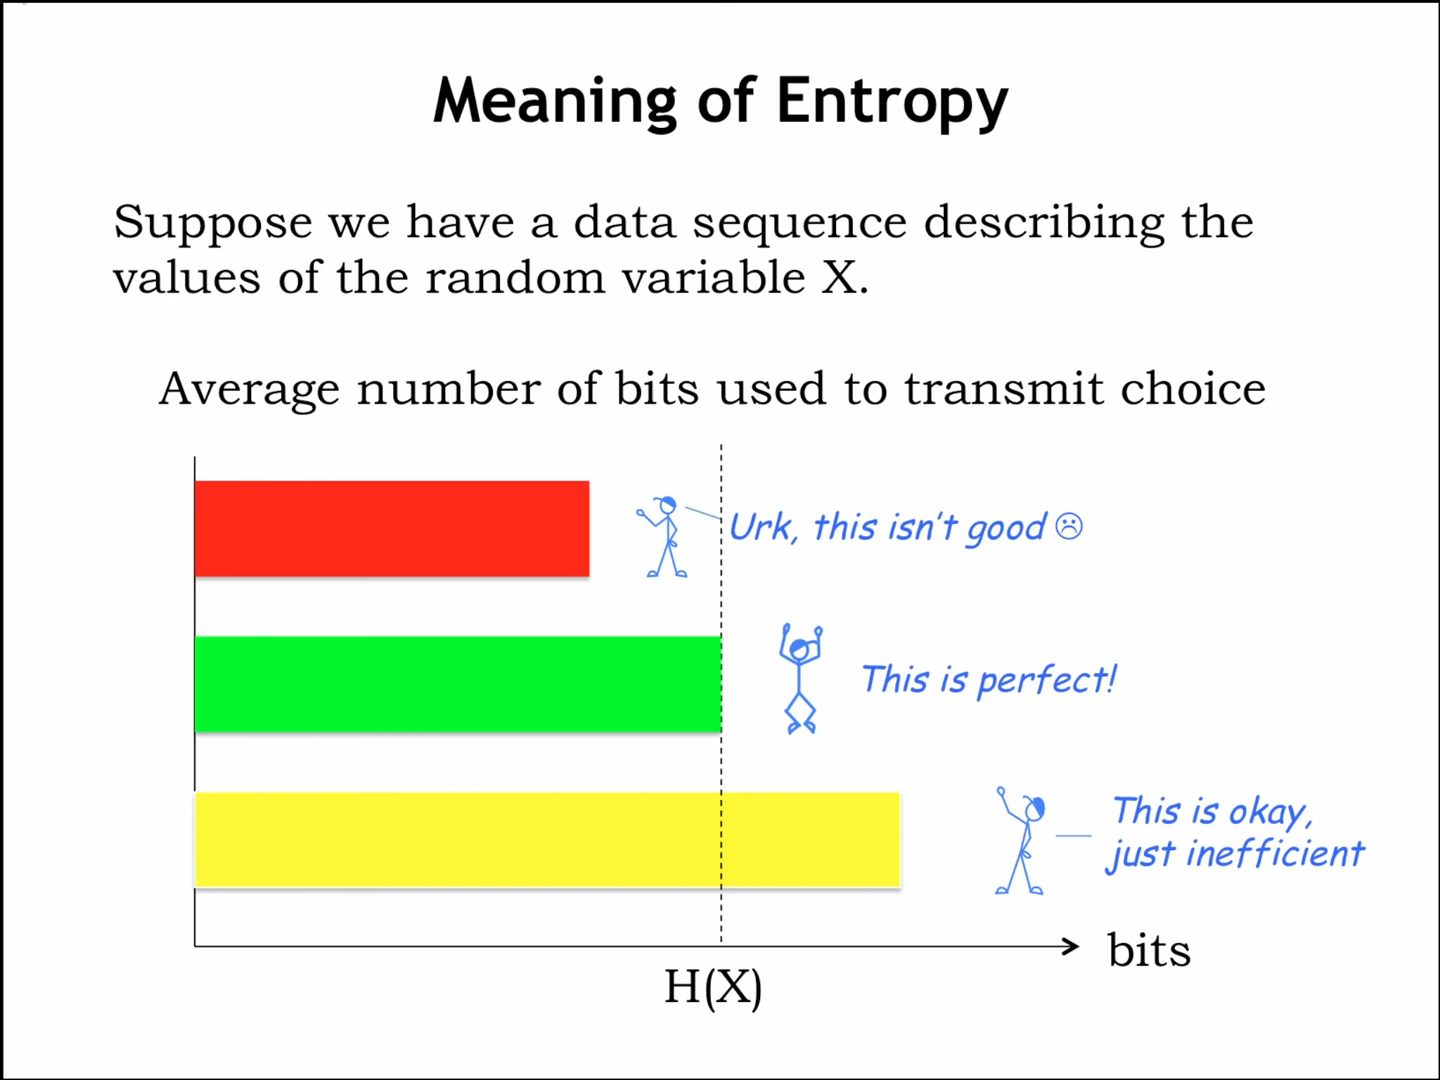 Meaning of Entropy
Suppose we have a data sequence describing the
values of the random variable X.
Average number of bits used to transmit choice
Urk, this isn't good ☹
This is perfect!
This is okay,
just inefficient
bits
H(X)